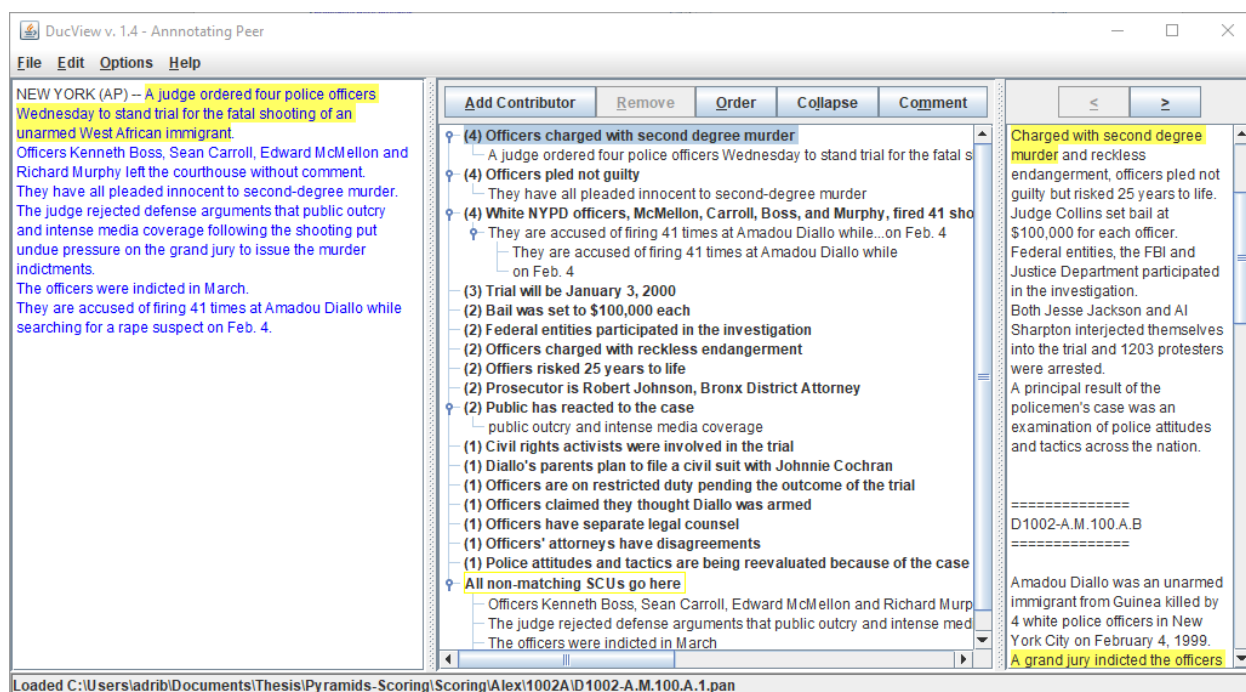 DucView v. 1.4 - Annnotating Peer
File Edit Options Help
NEW YORK (AP) -- A judge ordered four police officers
Wednesday to stand trial for the fatal shooting of an
unarmed West African immigrant.
Officers Kenneth Boss, Sean Carroll, Edward McMellon and
Richard Murphy left the courthouse without comment.
They have all pleaded innocent to second-degree murder.
The judge rejected defense arguments that public outcry
and intense media coverage following the shooting put
undue pressure on the grand jury to issue the murder
indictments.
The officers were indicted in March.
They are accused of firing 41 times at Amadou Diallo while
searching for a rape suspect on Feb. 4.
Add Contributor Remove Order Collapse Comment
(4) Officers charged with second degree murder
A judge ordered four police officers Wednesday to stand trial for the fatal s
(4) Officers pled not guilty
They have all pleaded innocent to second-degree murder
(4) White NYPD officers, McMellon, Carroll, Boss, and Murphy, fired 41 sho
They are accused of firing 41 times at Amadou Diallo while...on Feb. 4
They are accused of firing 41 times at Amadou Diallo while
on Feb. 4
(3) Trial will be January 3, 2000
(2) Bail was set to $100,000 each
(2) Federal entities participated in the investigation
(2) Officers charged with reckless endangerment
(2) Offiers risked 25 years to life
(2) Prosecutor is Robert Johnson, Bronx District Attorney
(2) Public has reacted to the case
public outcry and intense media coverage
(1) Civil rights activists were involved in the trial
(1) Diallo's parents plan to file a civil suit with Johnnie Cochran
(1) Officers are on restricted duty pending the outcome of the trial
(1) Officers claimed they thought Diallo was armed
(1) Officers have separate legal counsel
(1) Officers' attorneys have disagreements
(1) Police attitudes and tactics are being reevaluated because of the case
All non-matching SCUs go here
Officers Kenneth Boss, Sean Carroll, Edward McMellon and Richard Murp
The judge rejected defense arguments that public outcry and intense med
The officers were indicted in March
< >
Charged with second degree
murder and reckless
endangerment, officers pled not
guilty but risked 25 years to life.
Judge Collins set bail at
$100,000 for each officer.
Federal entities, the FBI and
Justice Department participated
in the investigation.
Both Jesse Jackson and Al
Sharpton interjected themselves
into the trial and 1203 protesters
were arrested.
A principal result of the
policemen's case was an
examination of police attitudes
and tactics across the nation.
==============
D1002-A.M.100.A.B
==============
Amadou Diallo was an unarmed
immigrant from Guinea killed by
4 white police officers in New
York City on February 4, 1999.
A grand jury indicted the officers
Loaded C:\Users\adrib\Documents\Thesis\Pyramids-Scoring\Scoring\Alex\1002A\D1002-A.M.100.A.1.pan